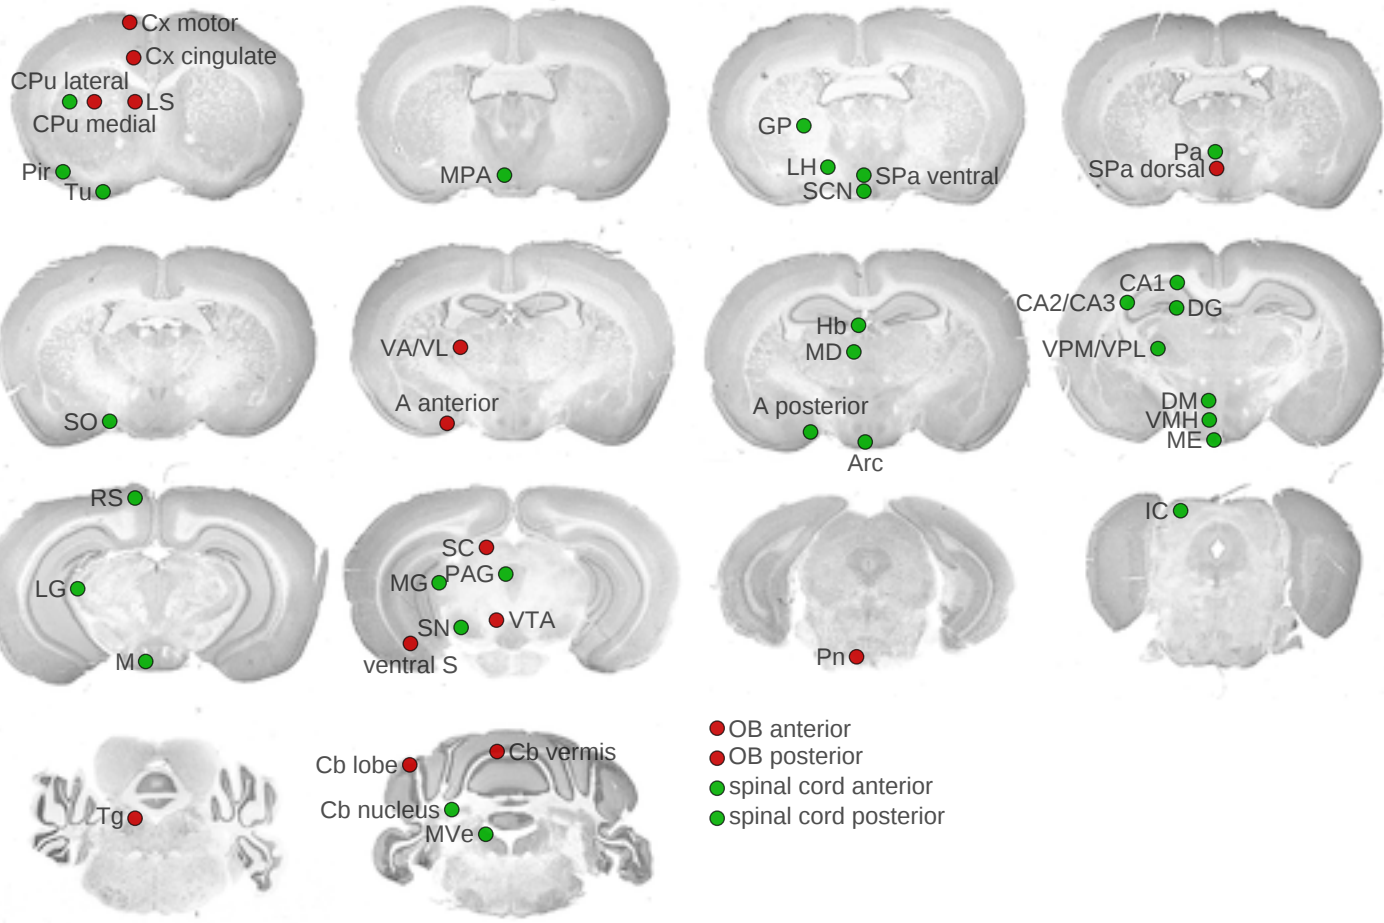 Cx motor
Cx cingulate
CPu lateral
LS
CPu medial
Pir
Tu
MPA
GP
LH
SPa ventral
SCN
Pa
SPa dorsal
SO
VA/VL
A anterior
Hb
MD
A posterior
Arc
CA1
CA2/CA3
DG
VPM/VPL
DM
VMH
ME
RS
LG
M
SC
MG
PAG
SN
VTA
ventral S
Pn
IC
Tg
Cb lobe
Cb vermis
Cb nucleus
MVe
OB anterior
OB posterior
spinal cord anterior
spinal cord posterior